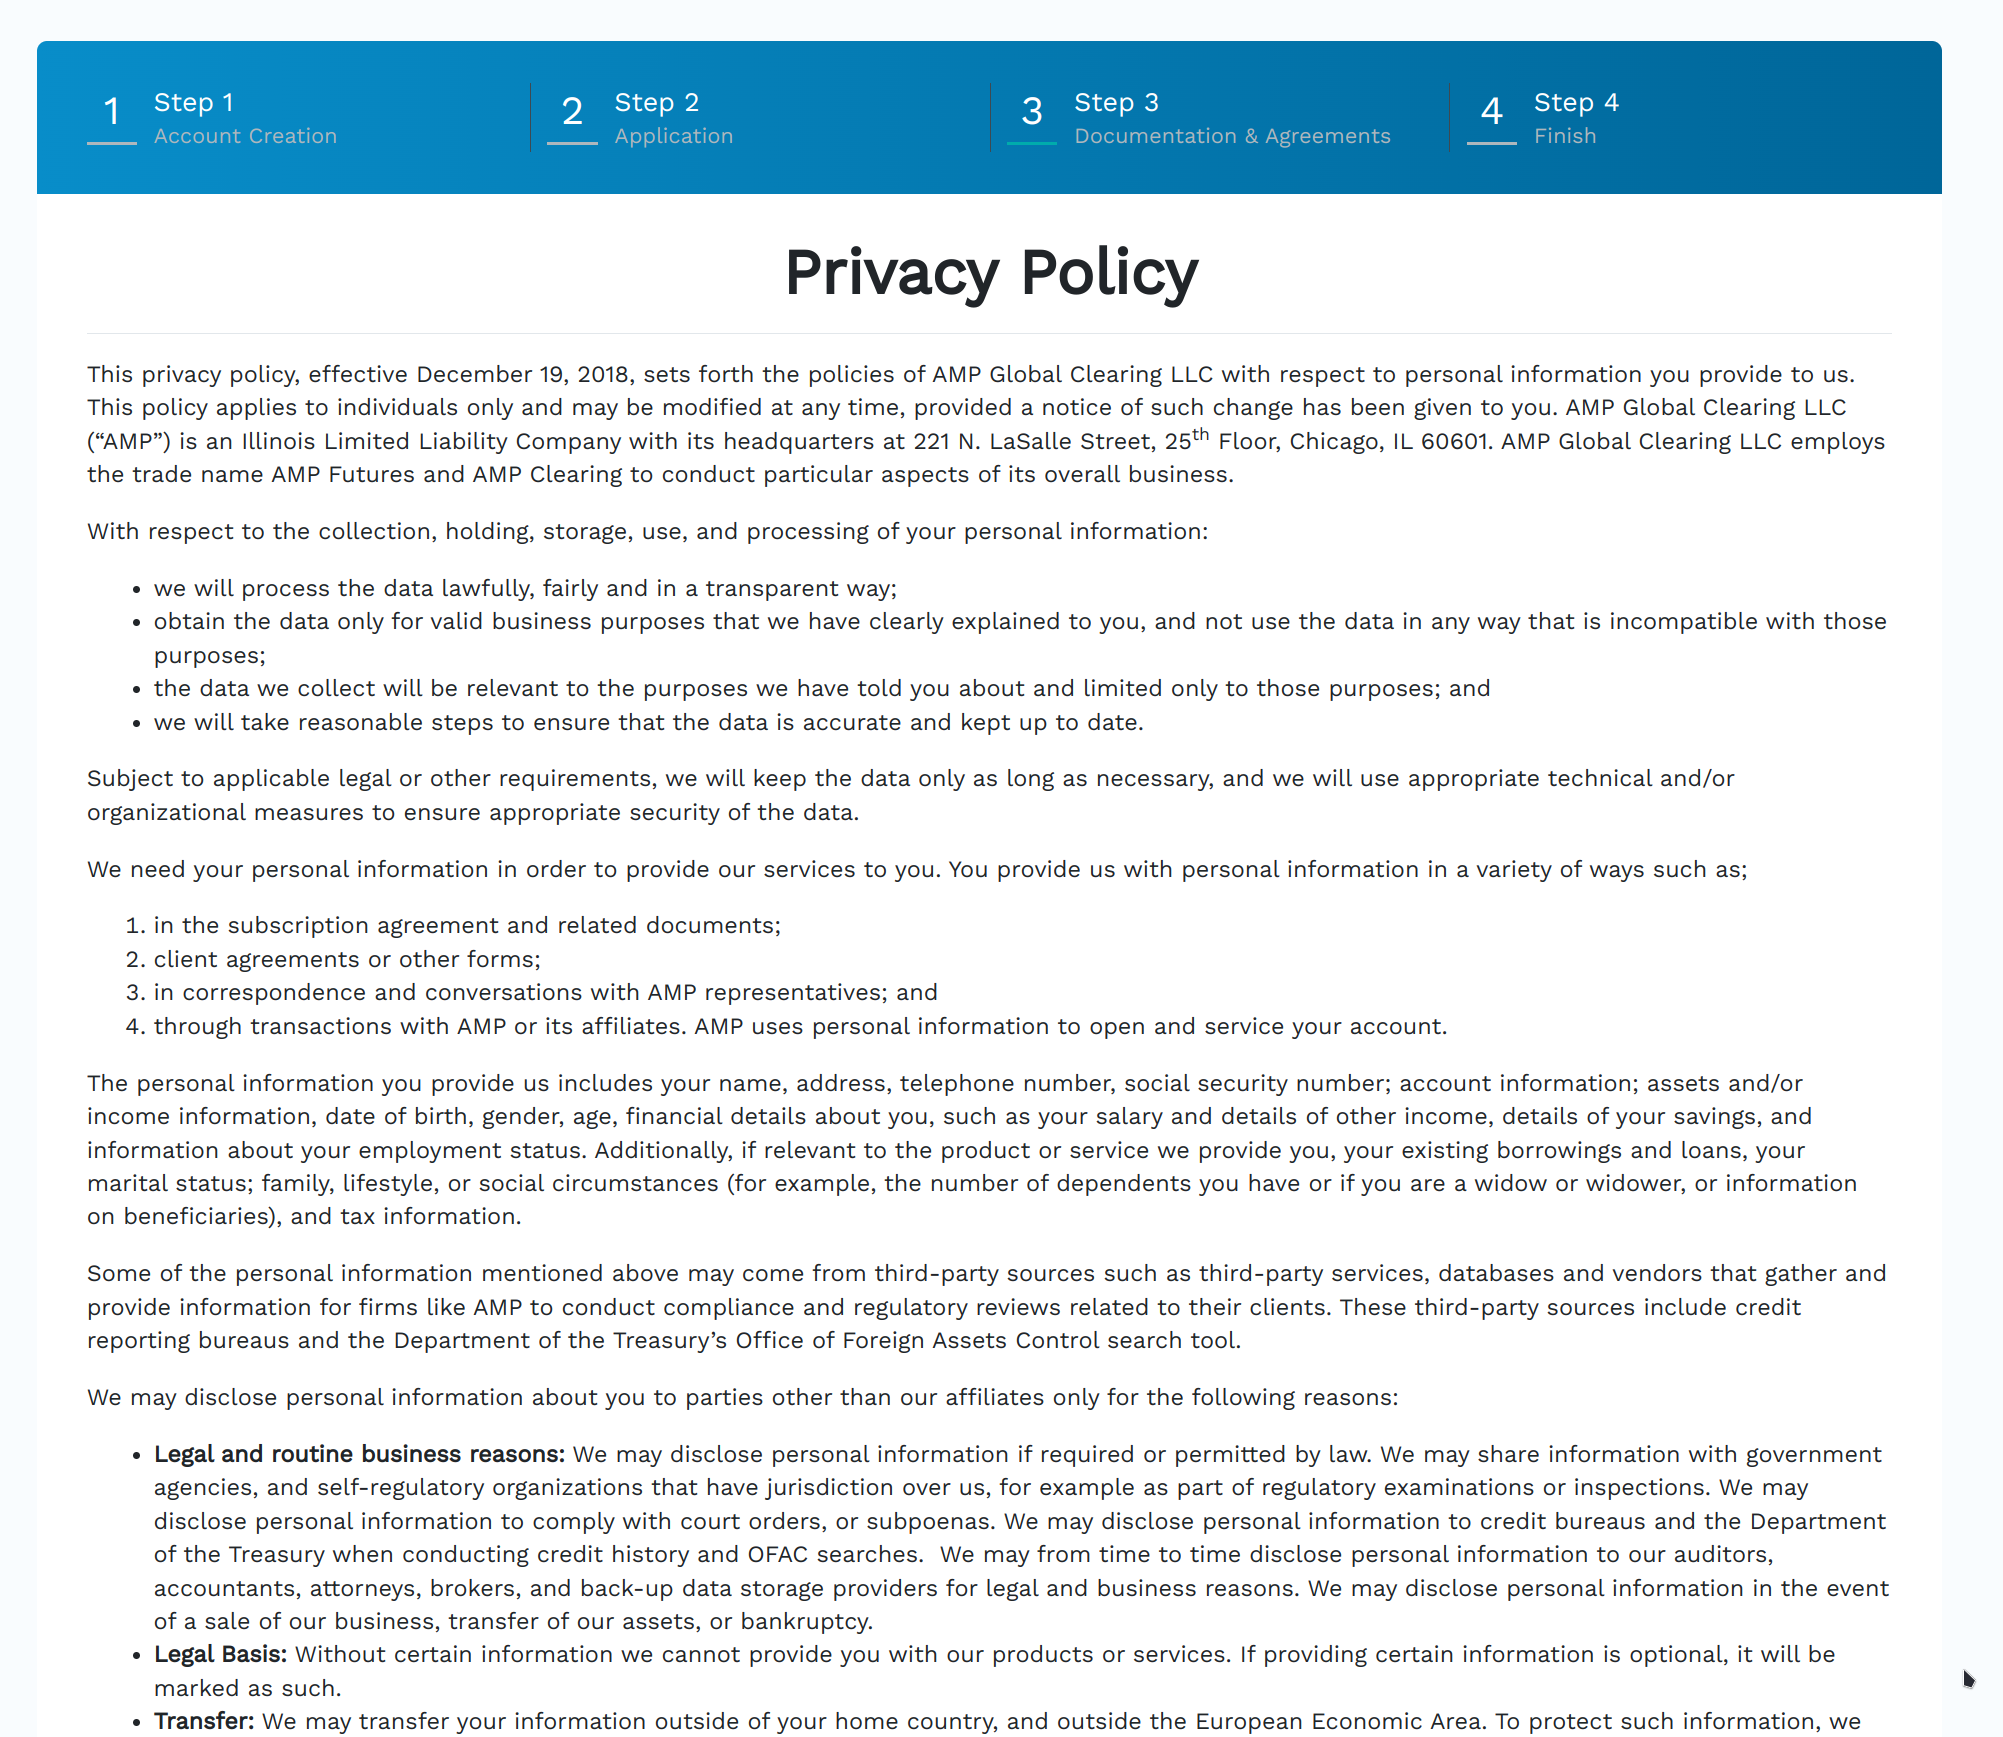 1
Step 1
Account Creation
2
Step 2
Application
3
Step 3
Documentation & Agreements
4
Step 4
Finish
Privacy Policy
This privacy policy, effective December 19, 2018, sets forth the policies of AMP Global Clearing LLC with respect to personal information you provide to us.
This policy applies to individuals only and may be modified at any time, provided a notice of such change has been given to you. AMP Global Clearing LLC
(“AMP”) is an Illinois Limited Liability Company with its headquarters at 221 N. LaSalle Street, 25th Floor, Chicago, IL 60601. AMP Global Clearing LLC employs
the trade name AMP Futures and AMP Clearing to conduct particular aspects of its overall business.
With respect to the collection, holding, storage, use, and processing of your personal information:
• we will process the data lawfully, fairly and in a transparent way;
• obtain the data only for valid business purposes that we have clearly explained to you, and not use the data in any way that is incompatible with those
purposes;
• the data we collect will be relevant to the purposes we have told you about and limited only to those purposes; and
• we will take reasonable steps to ensure that the data is accurate and kept up to date.
Subject to applicable legal or other requirements, we will keep the data only as long as necessary, and we will use appropriate technical and/or
organizational measures to ensure appropriate security of the data.
We need your personal information in order to provide our services to you. You provide us with personal information in a variety of ways such as;
1. in the subscription agreement and related documents;
2. client agreements or other forms;
3. in correspondence and conversations with AMP representatives; and
4. through transactions with AMP or its affiliates. AMP uses personal information to open and service your account.
The personal information you provide us includes your name, address, telephone number, social security number; account information; assets and/or
income information, date of birth, gender, age, financial details about you, such as your salary and details of other income, details of your savings, and
information about your employment status. Additionally, if relevant to the product or service we provide you, your existing borrowings and loans, your
marital status; family, lifestyle, or social circumstances (for example, the number of dependents you have or if you are a widow or widower, or information
on beneficiaries), and tax information.
Some of the personal information mentioned above may come from third-party sources such as third-party services, databases and vendors that gather and
provide information for firms like AMP to conduct compliance and regulatory reviews related to their clients. These third-party sources include credit
reporting bureaus and the Department of the Treasury’s Office of Foreign Assets Control search tool.
We may disclose personal information about you to parties other than our affiliates only for the following reasons:
• Legal and routine business reasons: We may disclose personal information if required or permitted by law. We may share information with government
agencies, and self-regulatory organizations that have jurisdiction over us, for example as part of regulatory examinations or inspections. We may
disclose personal information to comply with court orders, or subpoenas. We may disclose personal information to credit bureaus and the Department
of the Treasury when conducting credit history and OFAC searches.  We may from time to time disclose personal information to our auditors,
accountants, attorneys, brokers, and back-up data storage providers for legal and business reasons. We may disclose personal information in the event
of a sale of our business, transfer of our assets, or bankruptcy.
• Legal Basis: Without certain information we cannot provide you with our products or services. If providing certain information is optional, it will be
marked as such.
• Transfer: We may transfer your information outside of your home country, and outside the European Economic Area. To protect such information, we